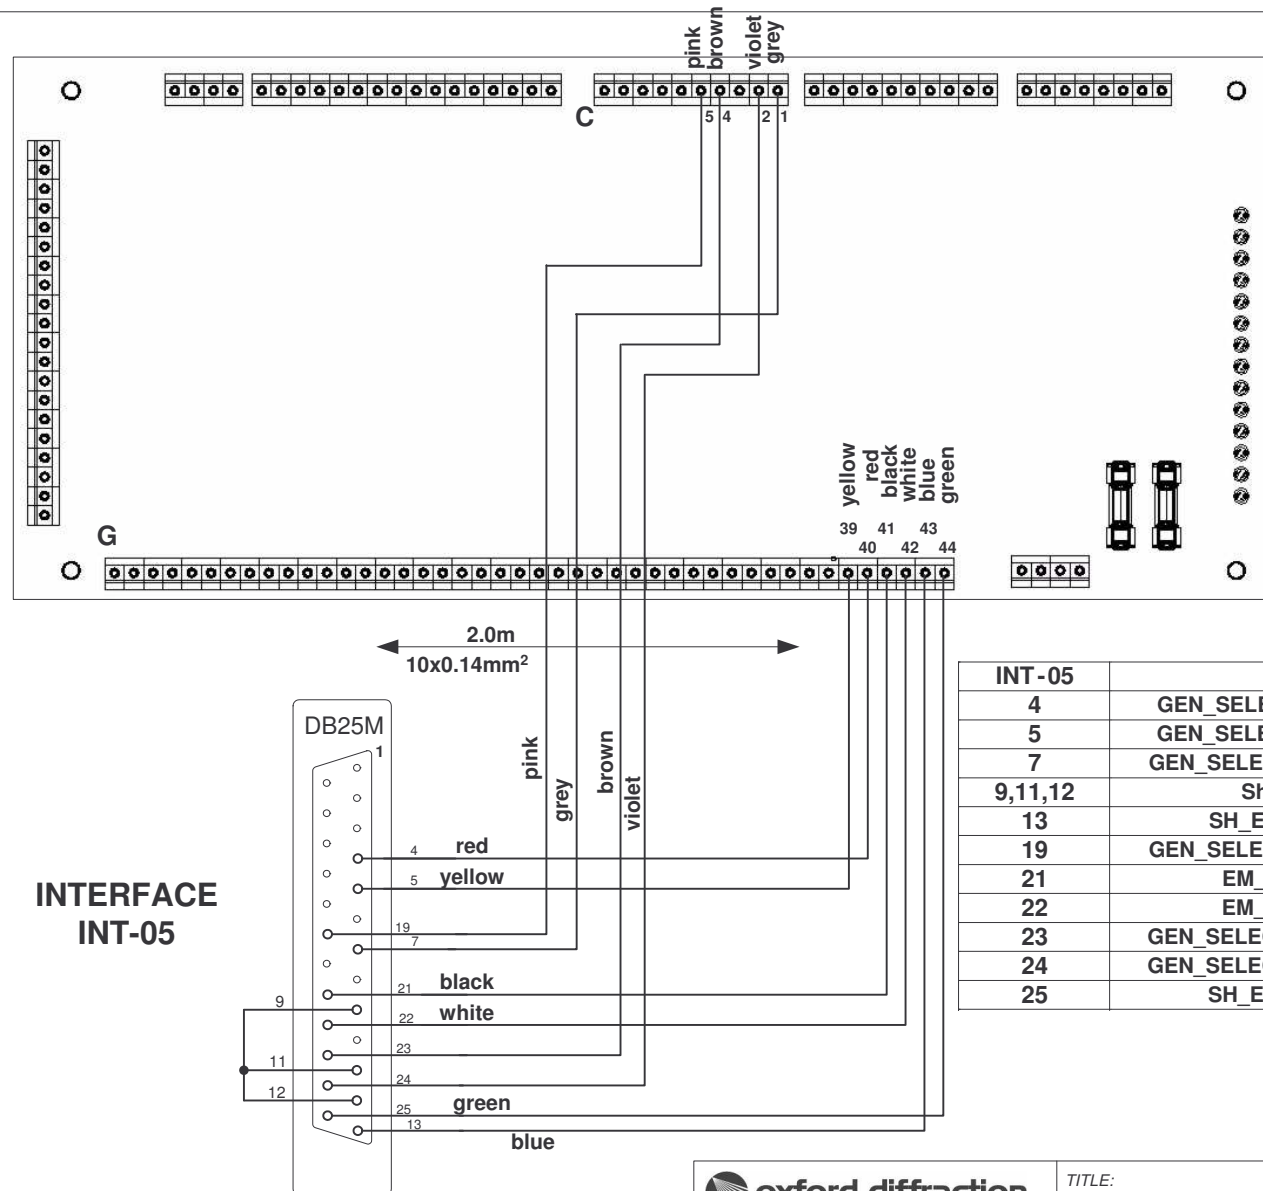 pink
brown
violet
grey
C
5
4
2
1
yellow
red
black
white
blue
green
39
41
43
40
42
44
G
2.0m
10x0.14mm²
DB25M
1
pink
grey
brown
violet
4
red
5
yellow
19
7
21
black
9
22
white
23
11
24
12
25
green
13
blue
INTERFACE
INT-05
INT-05
4 GEN_SELE
5 GEN_SELE
7 GEN_SELE
9,11,12 Sh
13 SH_E
19 GEN_SELE
21 EM_
22 EM_
23 GEN_SELE
24 GEN_SELE
25 SH_E
oxford diffraction
TITLE: